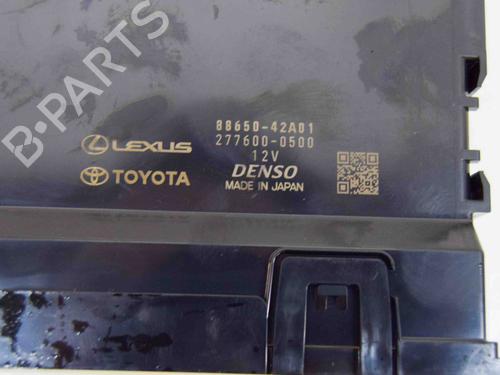 B-PARTS
LEXUS
TOYOTA
88650-42A01
277600-0500
12V
DENSO
MADE IN JAPAN